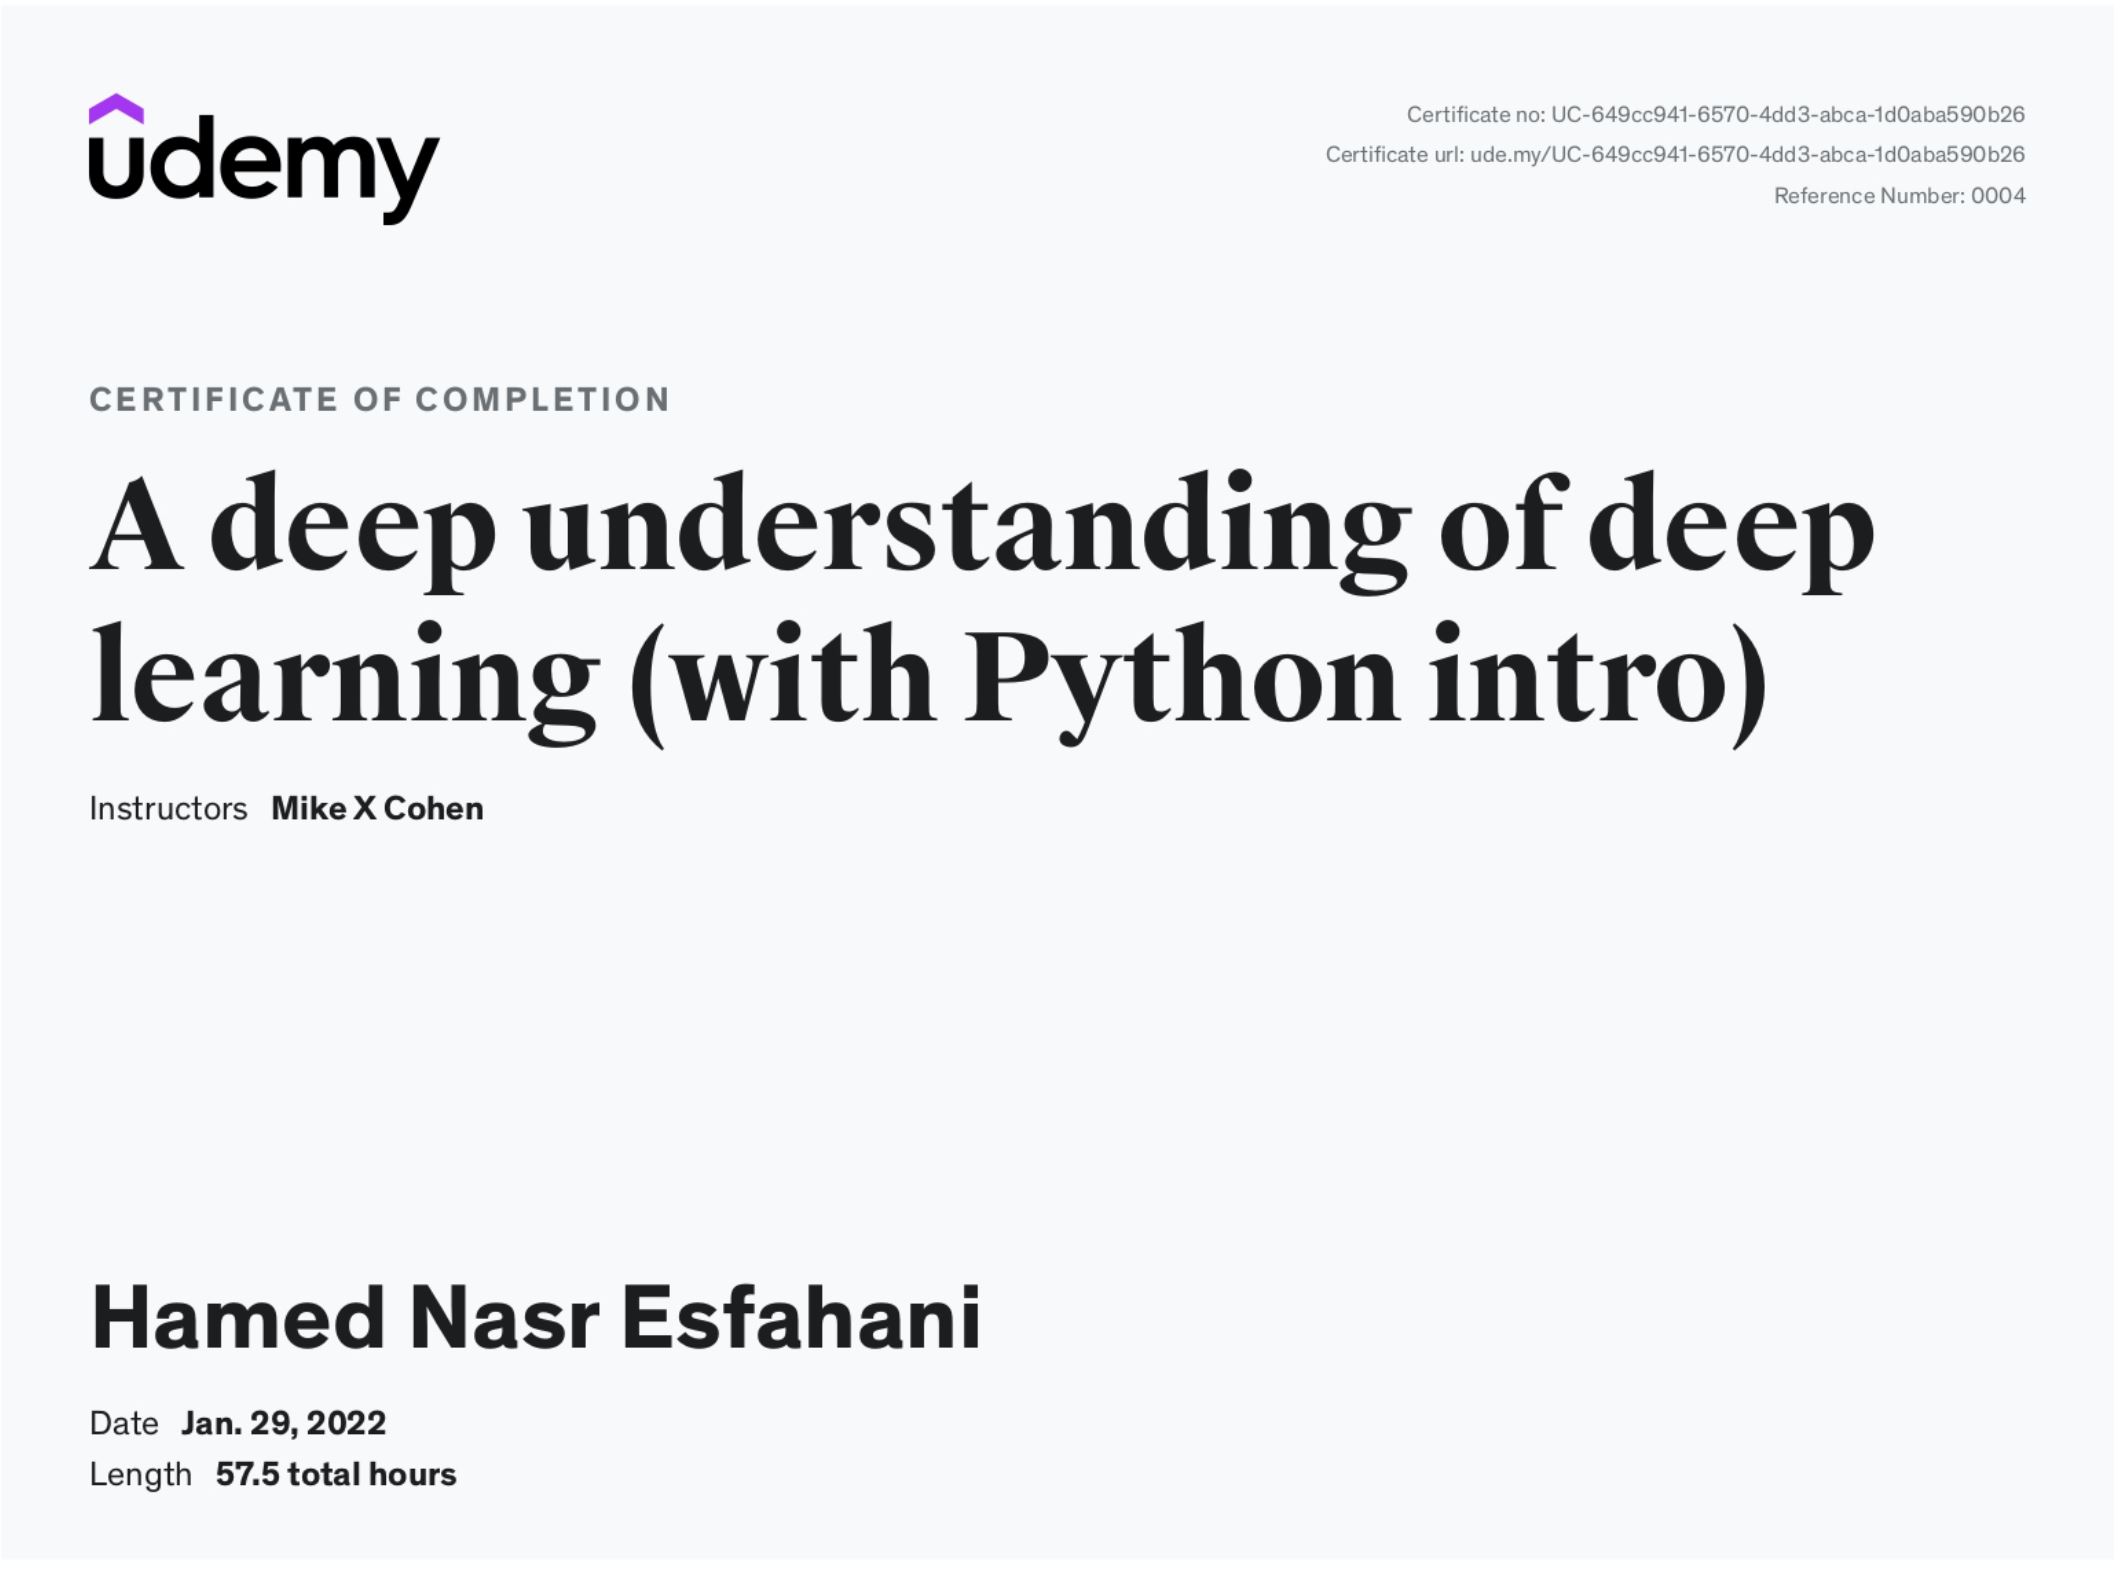 udemy
Certificate no: UC-649cc941-6570-4dd3-abca-1d0aba590b26
Certificate url: ude.my/UC-649cc941-6570-4dd3-abca-1d0aba590b26
Reference Number: 0004
CERTIFICATE OF COMPLETION
A deep understanding of deep
learning (with Python intro)
Instructors Mike X Cohen
Hamed Nasr Esfahani
Date Jan. 29, 2022
Length 57.5 total hours